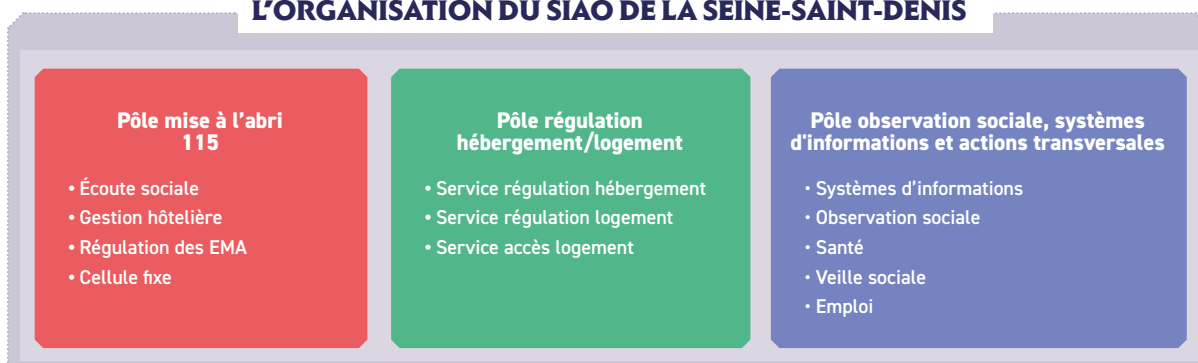 L'ORGANISATION DU SIAO DE LA SEINE-SAINT-DENIS
Pôle mise à l'abri
115
• Écoute sociale
• Gestion hôtelière
• Régulation des EMA
• Cellule fixe
Pôle régulation
hébergement/logement
• Service régulation hébergement
• Service régulation logement
• Service accès logement
Pôle observation sociale, systèmes
d'informations et actions transversales
• Systèmes d'informations
• Observation sociale
• Santé
• Veille sociale
• Emploi